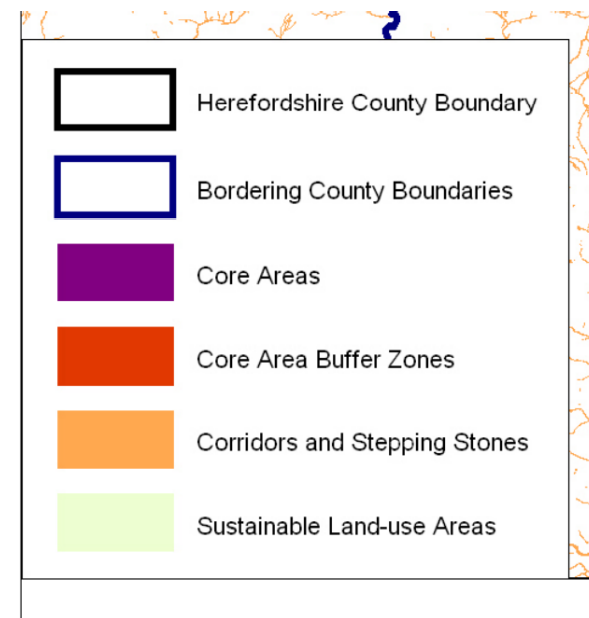 Herefordshire County Boundary
Bordering County Boundaries
Core Areas
Core Area Buffer Zones
Corridors and Stepping Stones
Sustainable Land-use Areas